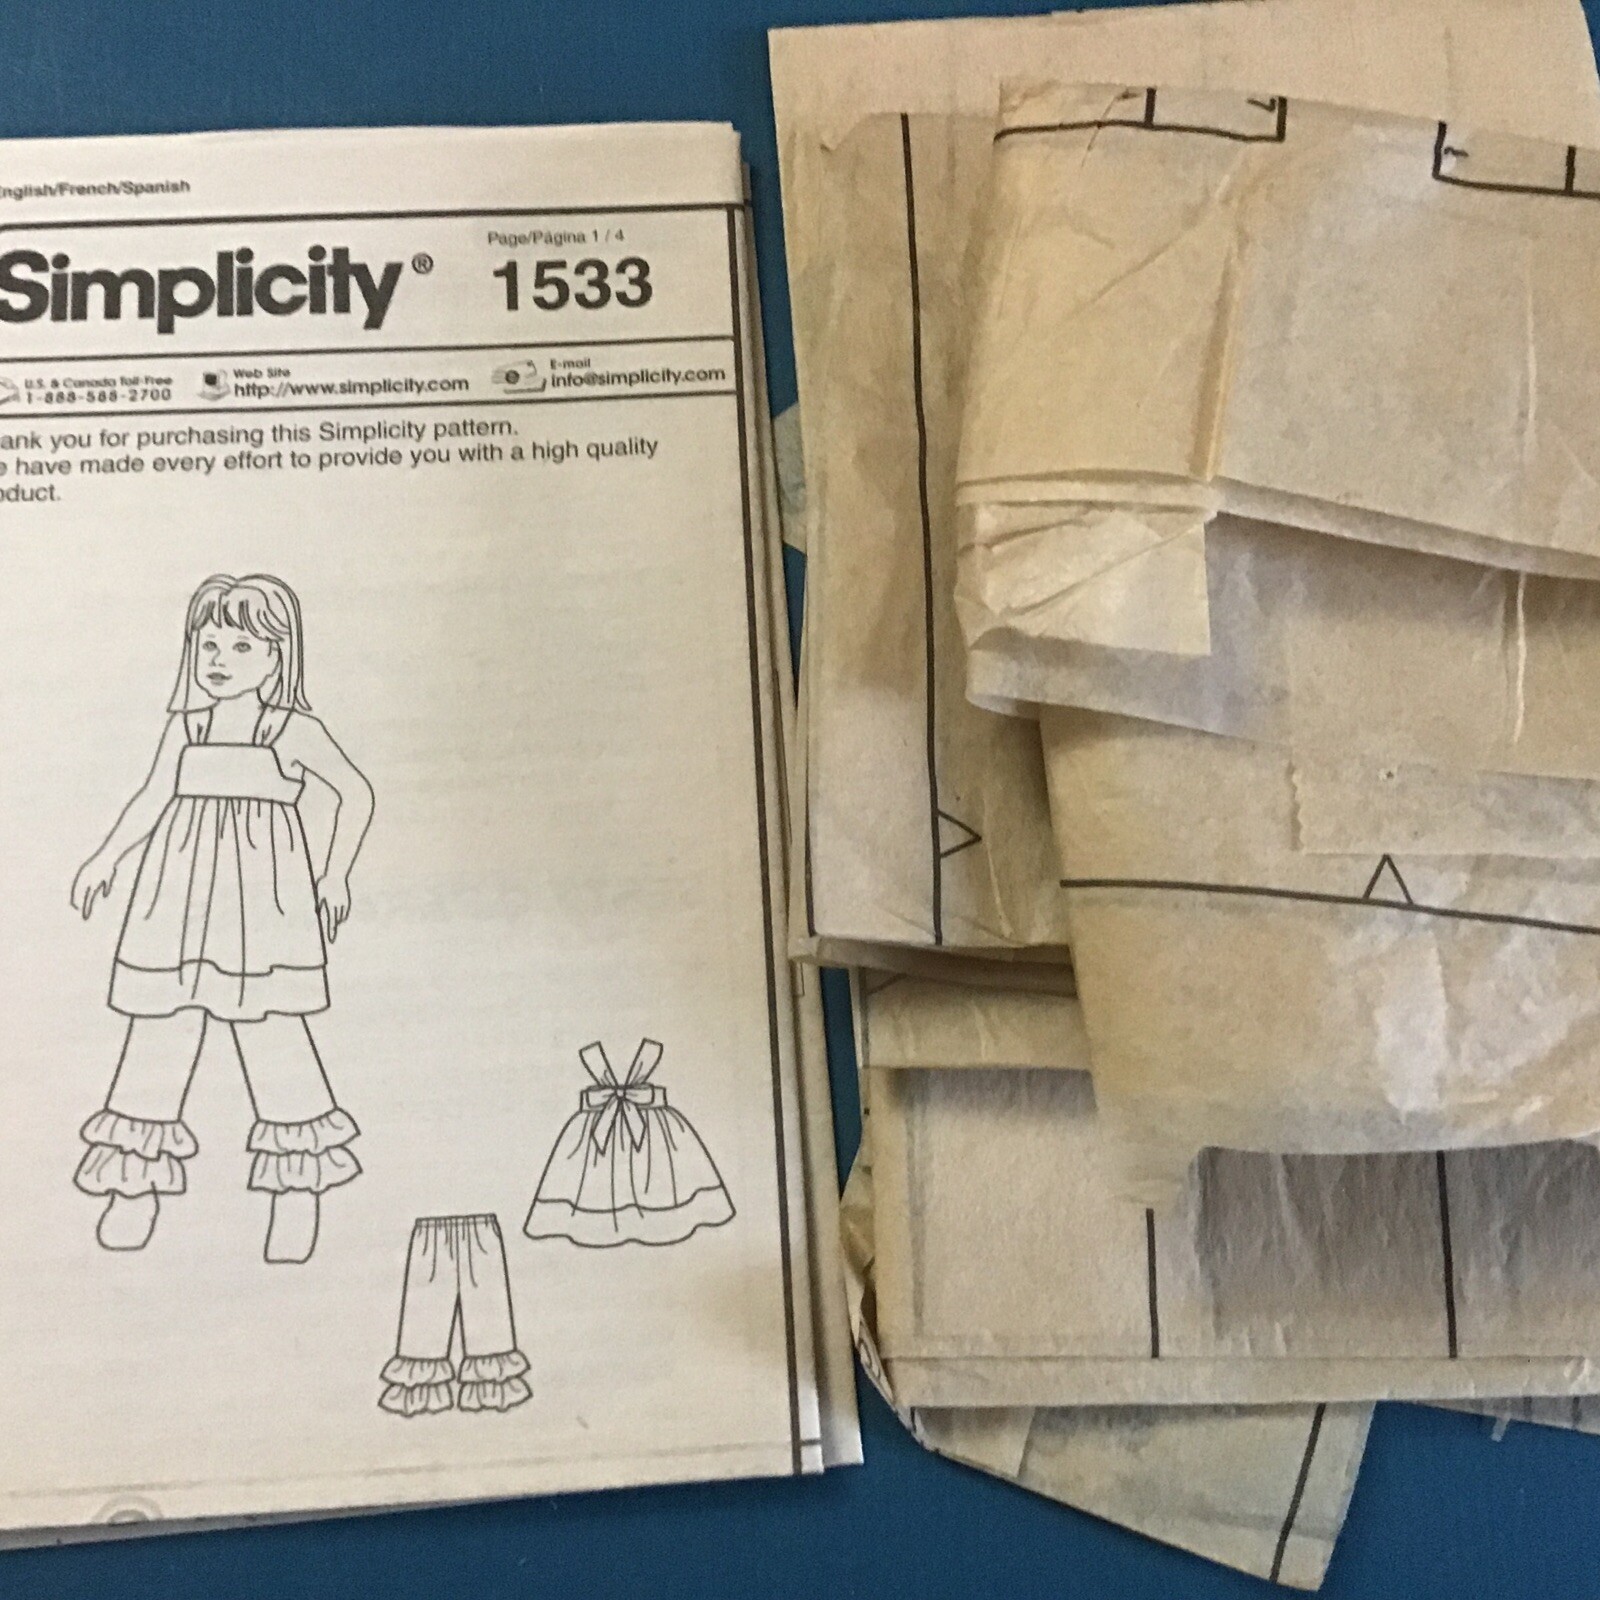 English/French/Spanish
Page/Página 1 / 4
Simplicity® 1533
U.S. & Canada Toll-Free
1-888-588-2700
Web Site
http://www.simplicity.com
E-mail
info@simplicity.com
ank you for purchasing this Simplicity pattern.
e have made every effort to provide you with a high quality
oduct.